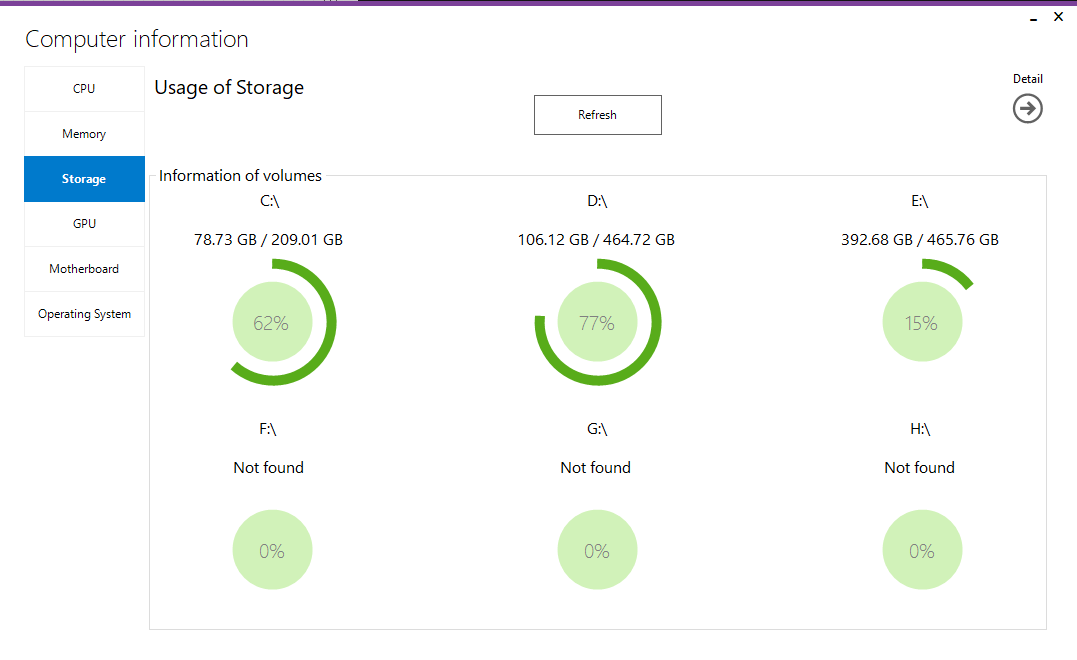 Computer information
CPU
Memory
Storage
GPU
Motherboard
Operating System
Usage of Storage
Refresh
Detail
Information of volumes
C:\ D:\ E:\
78.73 GB / 209.01 GB 106.12 GB / 464.72 GB 392.68 GB / 465.76 GB
62% 77% 15%
F:\ G:\ H:\
Not found Not found Not found
0% 0% 0%